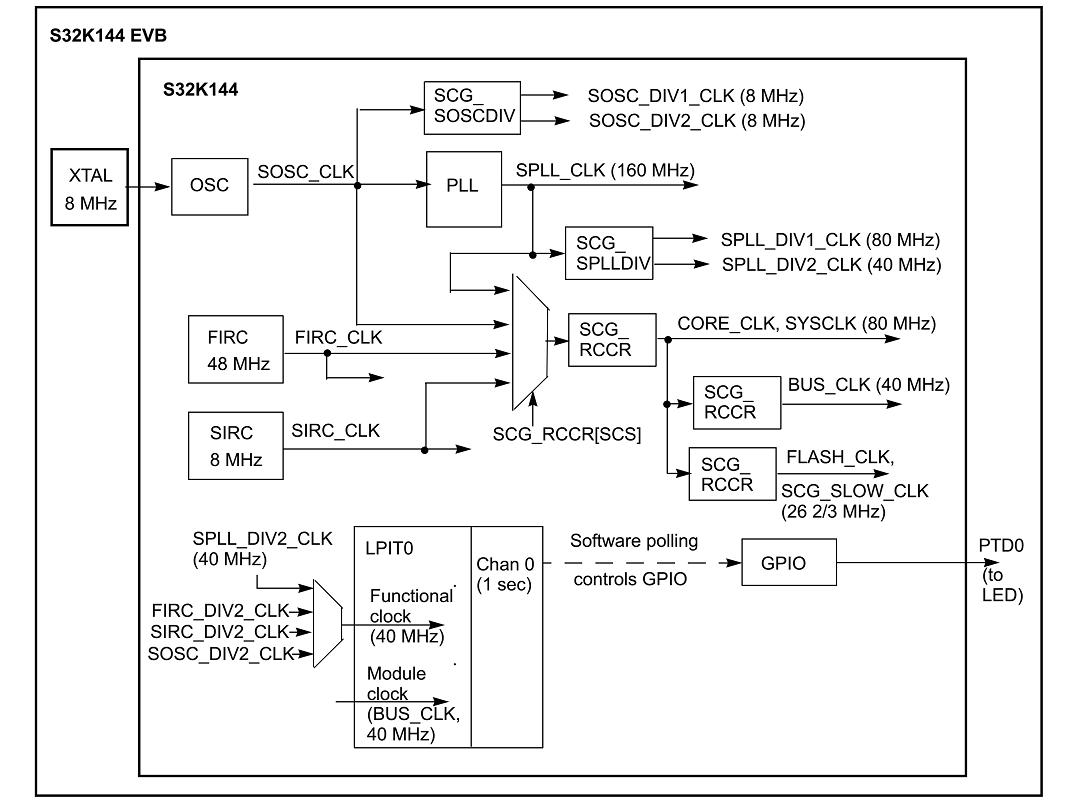 S32K144 EVB
S32K144
SCG_
SOSCDIV
SOSC_DIV1_CLK (8 MHz)
SOSC_DIV2_CLK (8 MHz)
XTAL
8 MHz
OSC
SOSC_CLK
PLL
SPLL_CLK (160 MHz)
SCG_
SPLLDIV
SPLL_DIV1_CLK (80 MHz)
SPLL_DIV2_CLK (40 MHz)
FIRC
48 MHz
FIRC_CLK
SCG_
RCCR
CORE_CLK, SYSCLK (80 MHz)
SCG_
RCCR
BUS_CLK (40 MHz)
SIRC
8 MHz
SIRC_CLK
SCG_RCCR[SCS]
SCG_
RCCR
FLASH_CLK,
SCG_SLOW_CLK
(26 2/3 MHz)
SPLL_DIV2_CLK
(40 MHz)
FIRC_DIV2_CLK
SIRC_DIV2_CLK
SOSC_DIV2_CLK
LPIT0
Functional
clock
(40 MHz)
Module
clock
(BUS_CLK,
40 MHz)
Chan 0
(1 sec)
Software polling
controls GPIO
GPIO
PTD0
(to
LED)